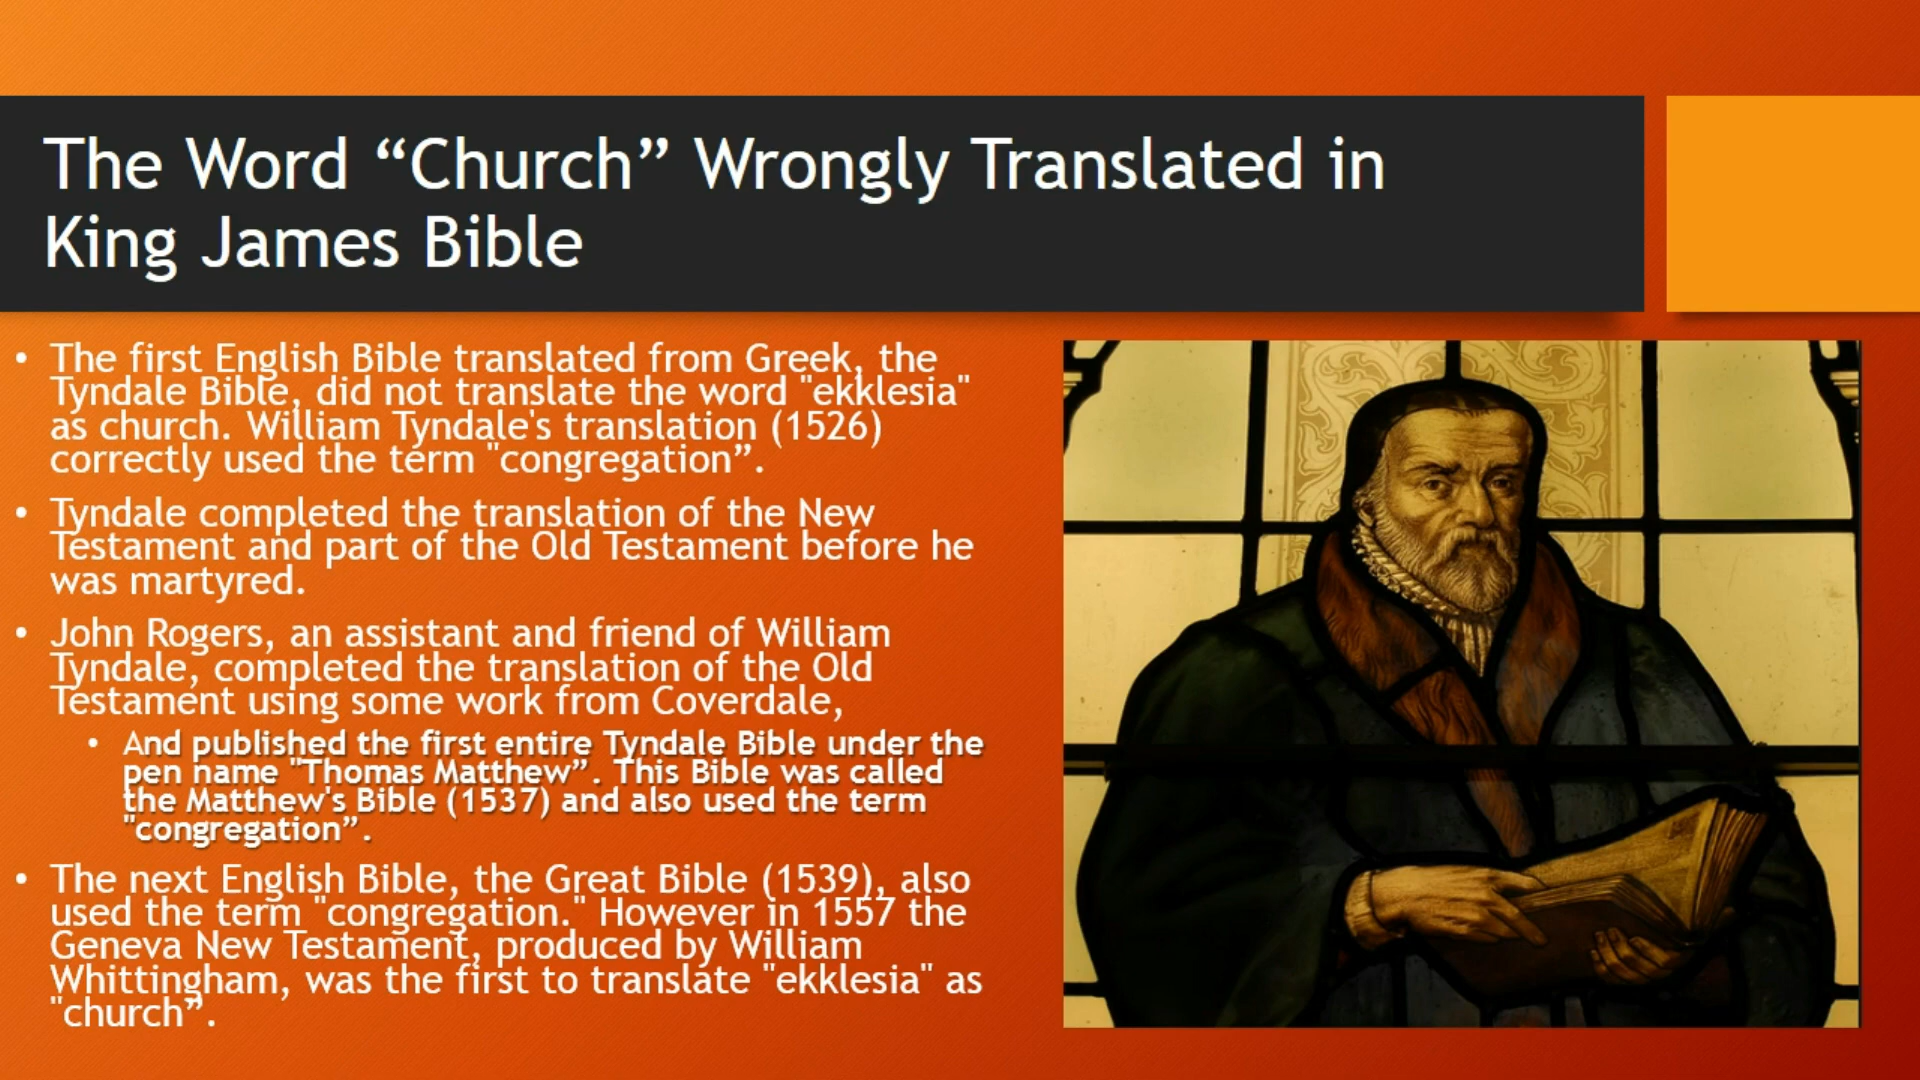 The Word “Church” Wrongly Translated in
King James Bible
• The first English Bible translated from Greek, the
Tyndale Bible, did not translate the word "ekklesia"
as church. William Tyndale's translation (1526)
correctly used the term "congregation”.
• Tyndale completed the translation of the New
Testament and part of the Old Testament before he
was martyred.
• John Rogers, an assistant and friend of William
Tyndale, completed the translation of the Old
Testament using some work from Coverdale,
• And published the first entire Tyndale Bible under the
pen name "Thomas Matthew”. This Bible was called
the Matthew's Bible (1537) and also used the term
"congregation”.
• The next English Bible, the Great Bible (1539), also
used the term "congregation." However in 1557 the
Geneva New Testament, produced by William
Whittingham, was the first to translate "ekklesia" as
"church”.